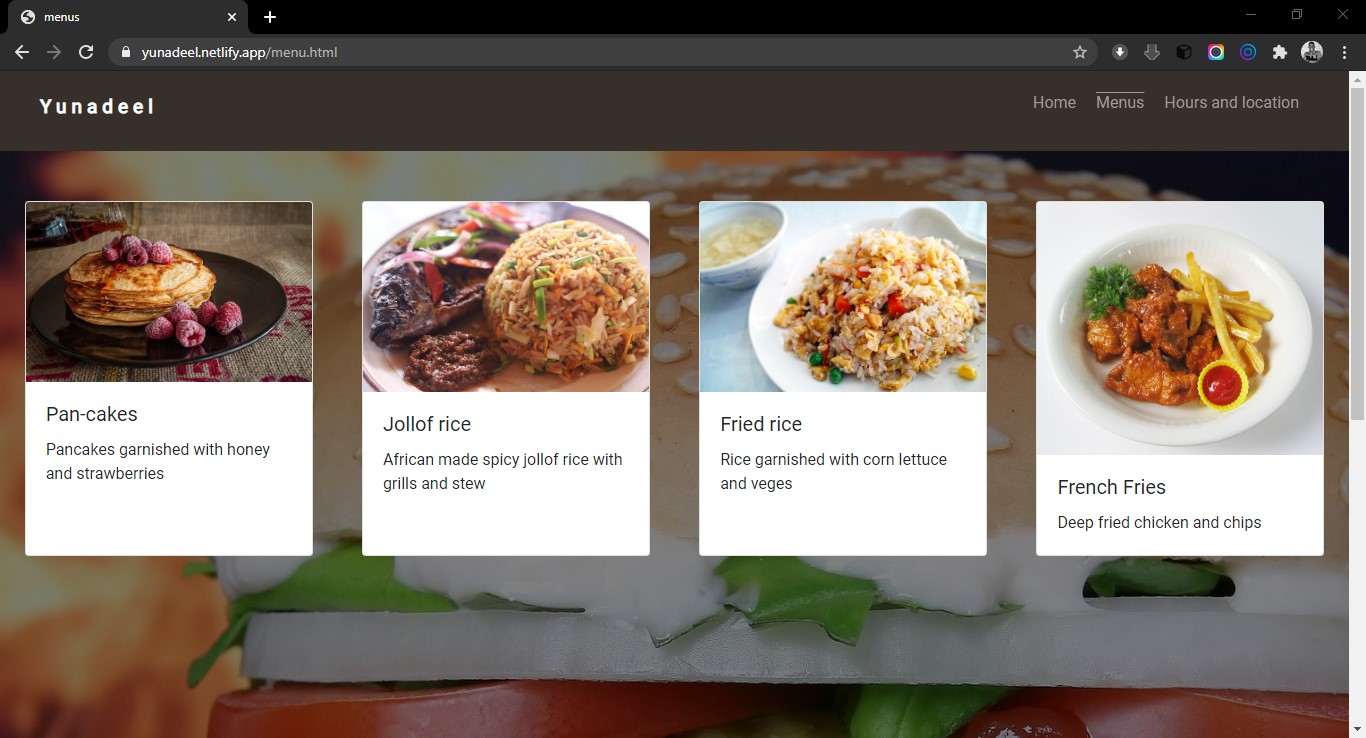 menus
yunadeel.netlify.app/menu.html
Yunadeel
Home Menus Hours and location
Pan-cakes
Pancakes garnished with honey
and strawberries
Jollof rice
African made spicy jollof rice with
grills and stew
Fried rice
Rice garnished with corn lettuce
and veges
French Fries
Deep fried chicken and chips